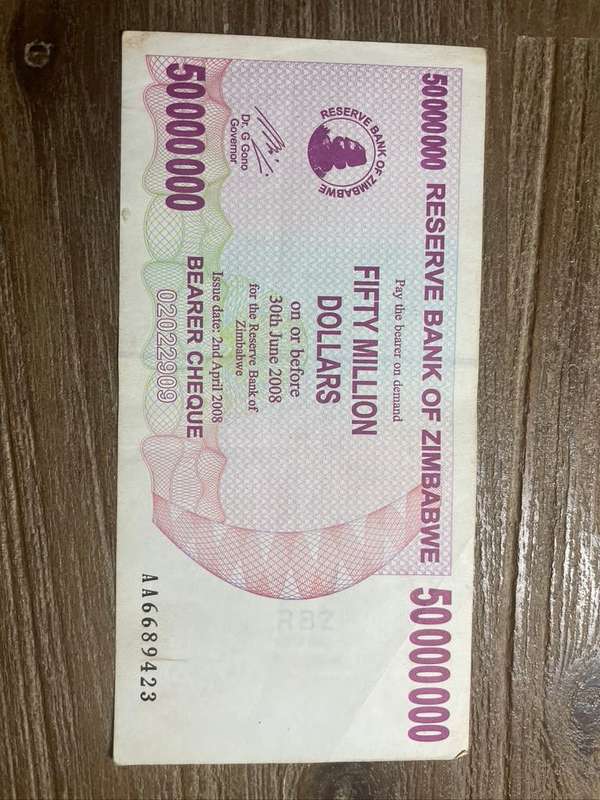 50000000 RESERVE BANK OF ZIMBABWE
50000000
RESERVE BANK OF ZIMBABWE
Pay the bearer on demand
FIFTY MILLION
DOLLARS
on or before
30th June 2008
for the Reserve Bank of
Zimbabwe
Dr. G Gono
Governor
Issue date: 2nd April 2008
50000000
BEARER CHEQUE
02022909
RBZ
AA6689423